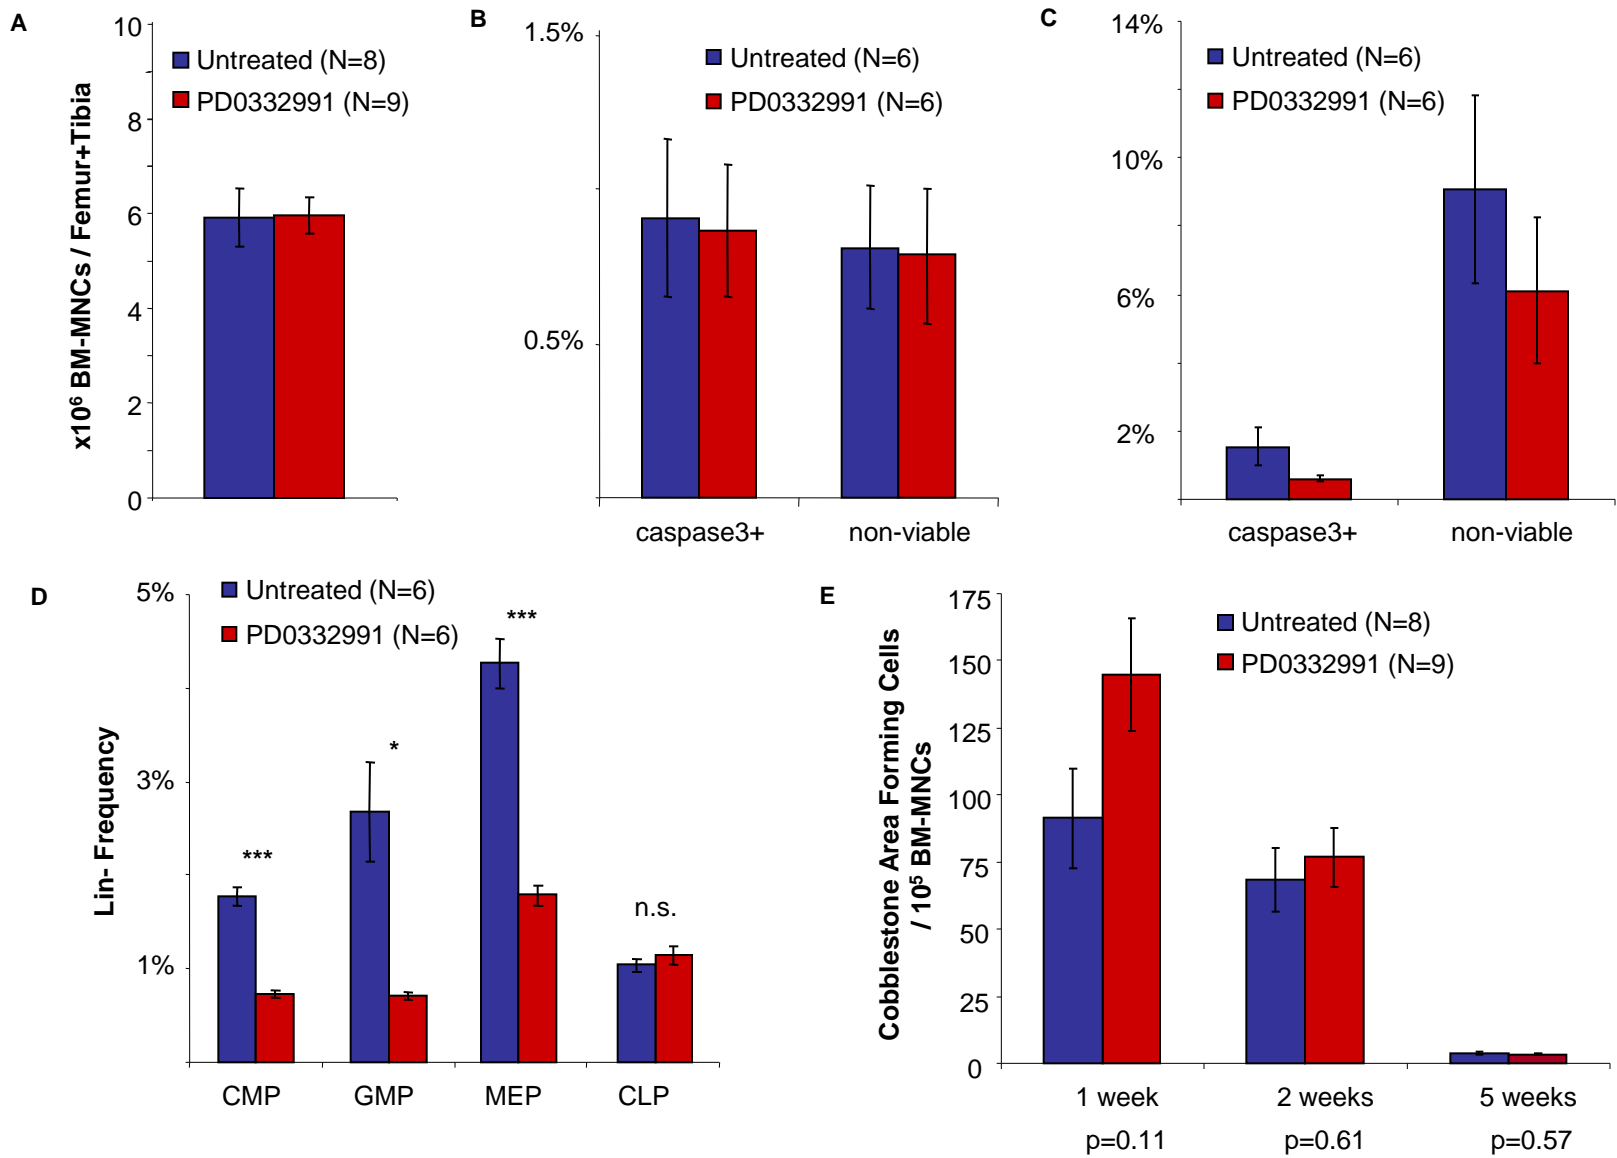 A
x10⁶ BM-MNCs / Femur+Tibia
10
8
6
4
2
0
Untreated (N=8)
PD0332991 (N=9)
B
1.5%
0.5%
Untreated (N=6)
PD0332991 (N=6)
caspase3+ non-viable
C
14%
10%
6%
2%
Untreated (N=6)
PD0332991 (N=6)
caspase3+ non-viable
D
Lin- Frequency
5%
3%
1%
Untreated (N=6)
PD0332991 (N=6)
***
*
***
n.s.
CMP GMP MEP CLP
E
Cobblestone Area Forming Cells
/ 10⁵ BM-MNCs
175
150
125
100
75
50
25
0
Untreated (N=8)
PD0332991 (N=9)
1 week 2 weeks 5 weeks
p=0.11 p=0.61 p=0.57